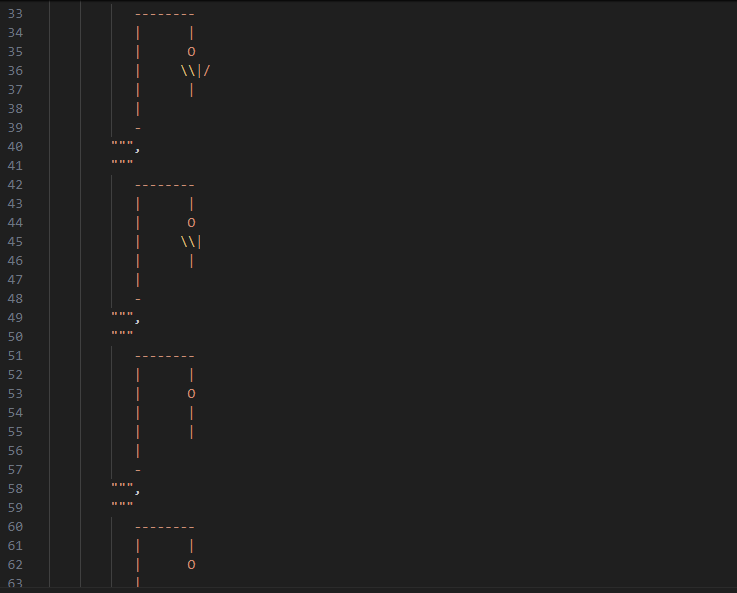 33                --------
34                |      |
35                |      O
36                |     \\|/
37                |      |
38                |
39                -
40             """,
41             """
42                --------
43                |      |
44                |      O
45                |     \\|
46                |      |
47                |
48                -
49             """,
50             """
51                --------
52                |      |
53                |      O
54                |      |
55                |      |
56                |
57                -
58             """,
59             """
60                --------
61                |      |
62                |      O
63                |